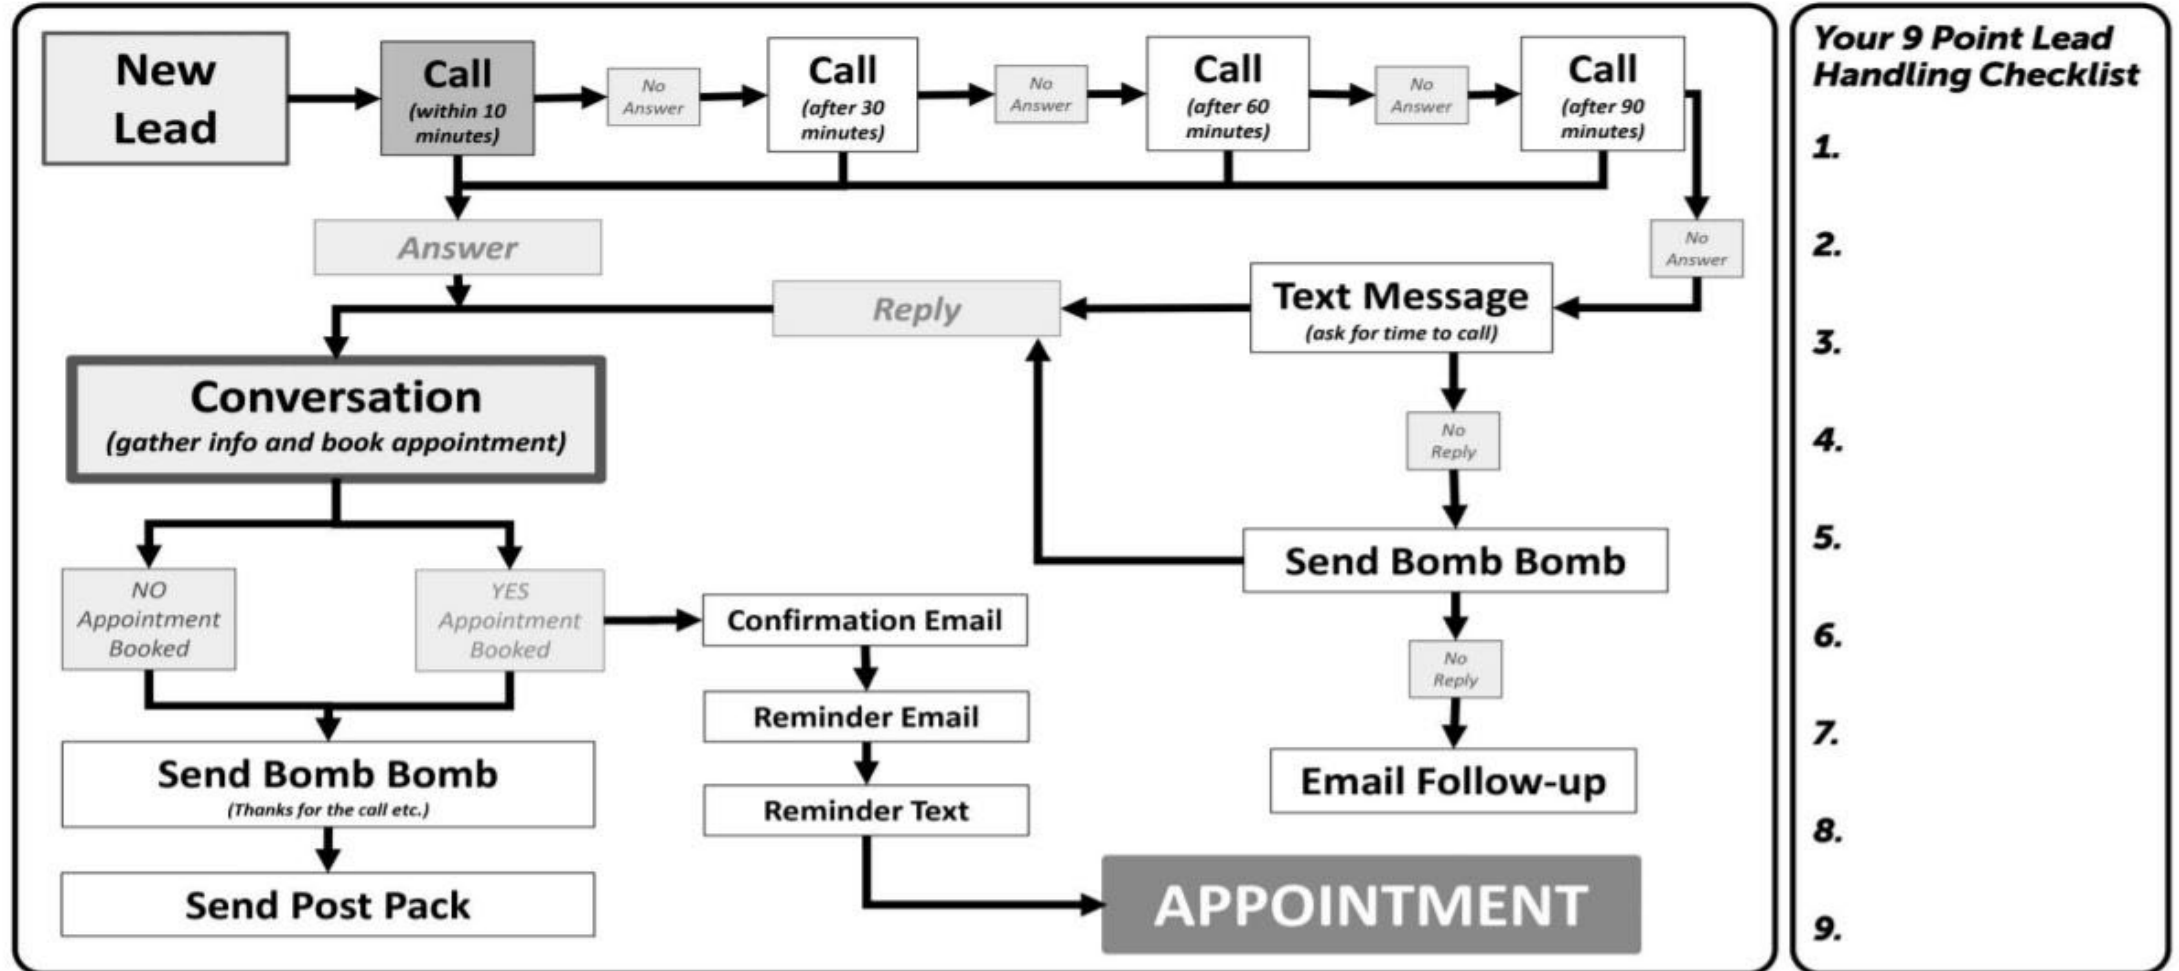 New
Lead
Call
(within 10
minutes)
No
Answer
Call
(after 30
minutes)
No
Answer
Call
(after 60
minutes)
No
Answer
Call
(after 90
minutes)
No
Answer
Answer
Reply
Text Message
(ask for time to call)
Conversation
(gather info and book appointment)
No
Reply
Send Bomb Bomb
NO
Appointment
Booked
YES
Appointment
Booked
Confirmation Email
No
Reply
Reminder Email
Send Bomb Bomb
(Thanks for the call etc.)
Reminder Text
Email Follow-up
Send Post Pack
APPOINTMENT
Your 9 Point Lead
Handling Checklist
1.
2.
3.
4.
5.
6.
7.
8.
9.